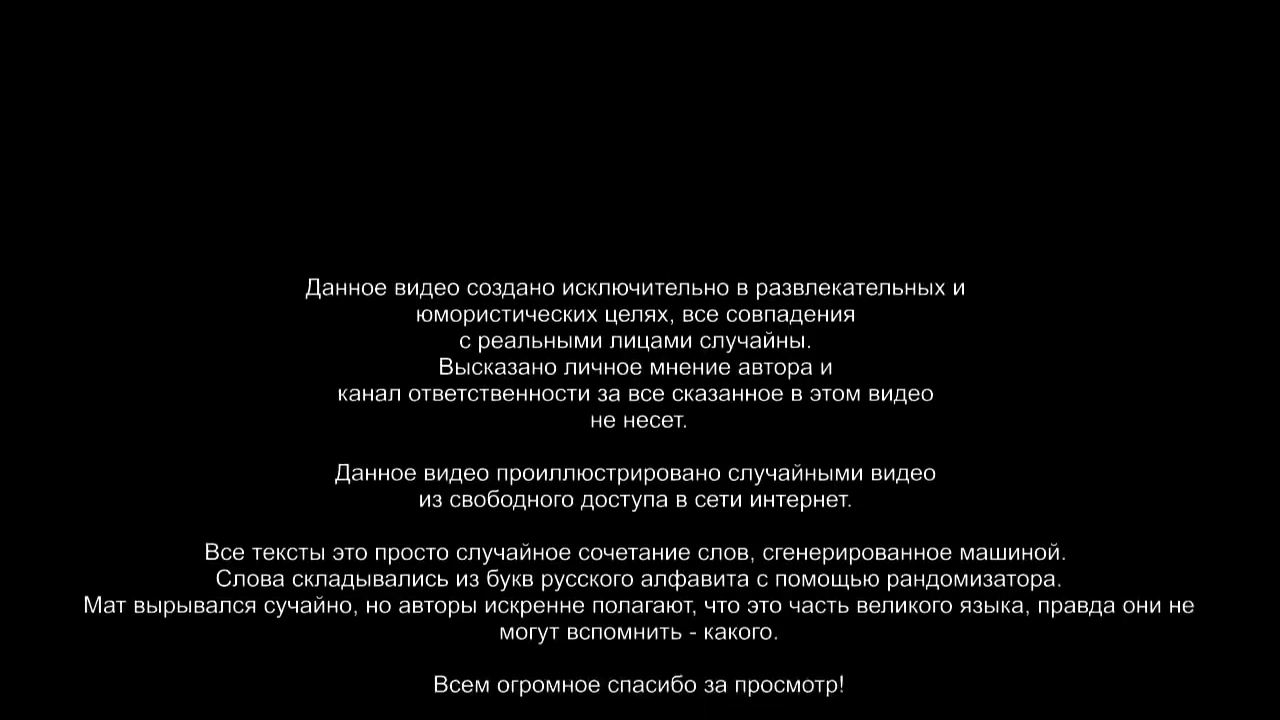 Данное видео создано исключительно в развлекательных и
юмористических целях, все совпадения
с реальными лицами случайны.
Высказано личное мнение автора и
канал ответственности за все сказанное в этом видео
не несет.
Данное видео проиллюстрировано случайными видео
из свободного доступа в сети интернет.
Все тексты это просто случайное сочетание слов, сгенерированное машиной.
Слова складывались из букв русского алфавита с помощью рандомизатора.
Мат вырывался сучайно, но авторы искренне полагают, что это часть великого языка, правда они не
могут вспомнить - какого.
Всем огромное спасибо за просмотр!